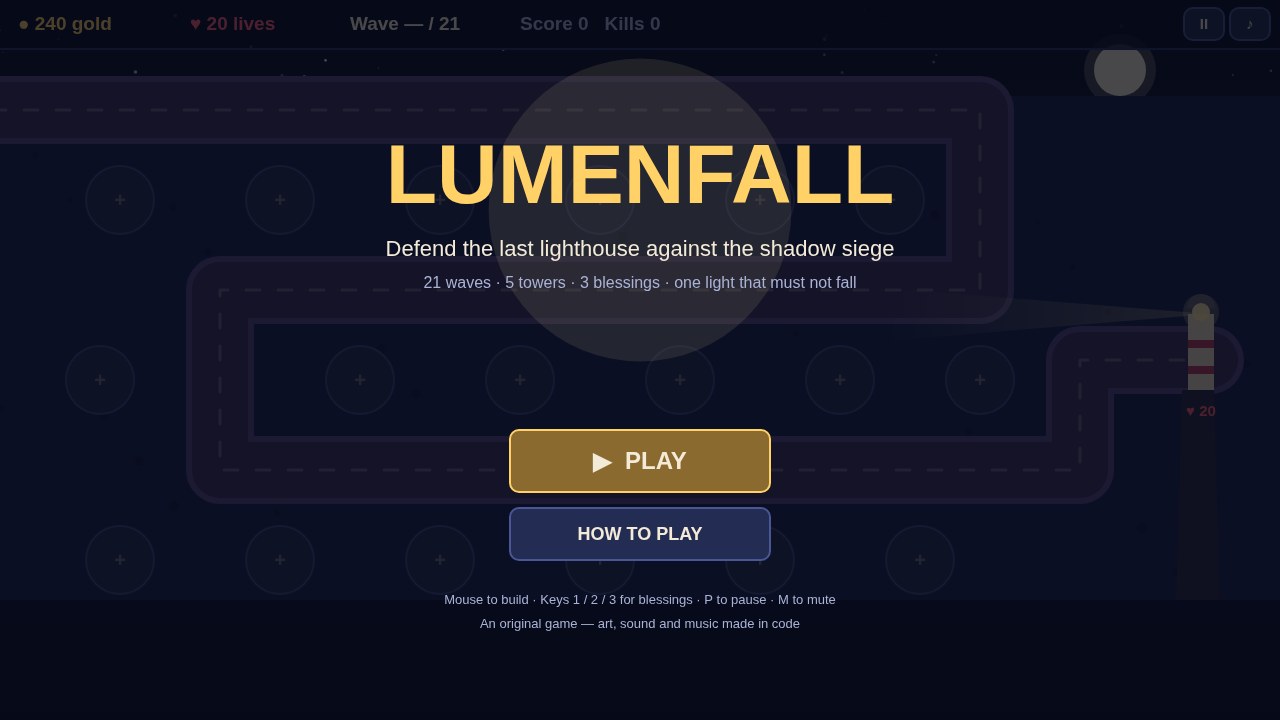 ● 240 gold ♥ 20 lives Wave — / 21 Score 0 Kills 0 ⏸ ♪
LUMENFALL
Defend the last lighthouse against the shadow siege
21 waves · 5 towers · 3 blessings · one light that must not fall
♥ 20
▶ PLAY
HOW TO PLAY
Mouse to build · Keys 1 / 2 / 3 for blessings · P to pause · M to mute
An original game — art, sound and music made in code